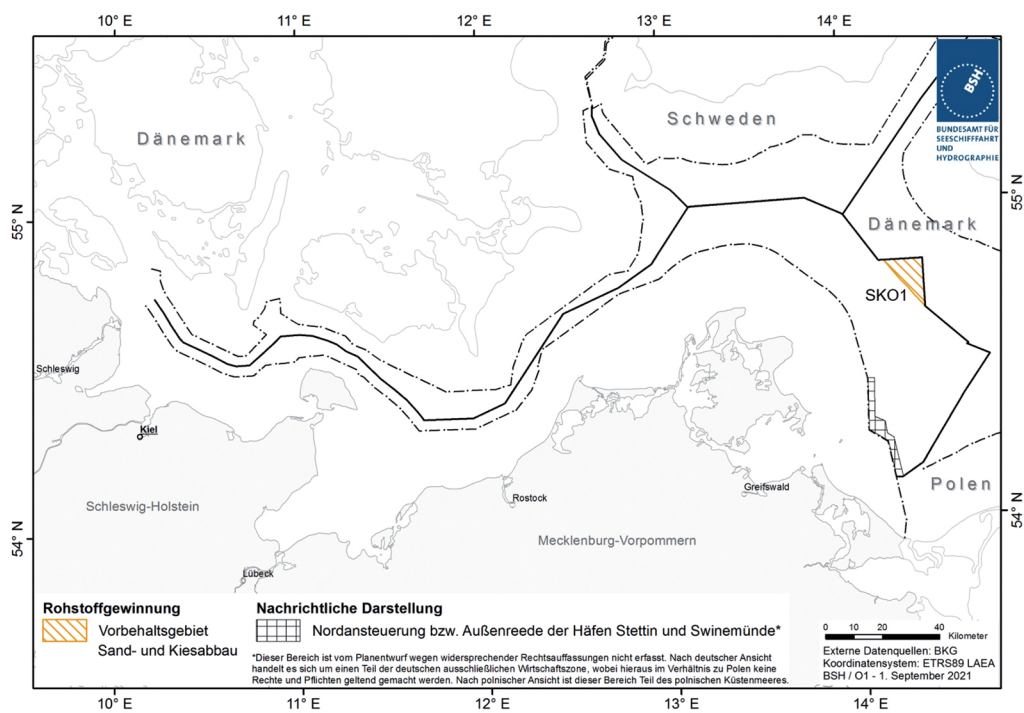 10° E 11° E 12° E 13° E 14° E
BSH
BUNDESAMT FÜR
SEESCHIFFFAHRT
UND
HYDROGRAPHIE
Schweden
Dänemark
55° N
55° N
Dänemark
SKO1
Schleswig
Kiel
Polen
Greifswald
Rostock
Schleswig-Holstein
54° N
54° N
Mecklenburg-Vorpommern
Lübeck
Rohstoffgewinnung
Vorbehaltsgebiet
Sand- und Kiesabbau
Nachrichtliche Darstellung
Nordansteuerung bzw. Außenreede der Häfen Stettin und Swinemünde*
*Dieser Bereich ist vom Planentwurf wegen widersprechender Rechtsauffassungen nicht erfasst. Nach deutscher Ansicht
handelt es sich um einen Teil der deutschen ausschließlichen Wirtschaftszone, wobei hieraus im Verhältnis zu Polen keine
Rechte und Pflichten geltend gemacht werden. Nach polnischer Ansicht ist dieser Bereich Teil des polnischen Küstenmeeres.
0 10 20 40
Kilometer
Externe Datenquellen: BKG
Koordinatensystem: ETRS89 LAEA
BSH / O1 - 1. September 2021
10° E 11° E 12° E 13° E 14° E